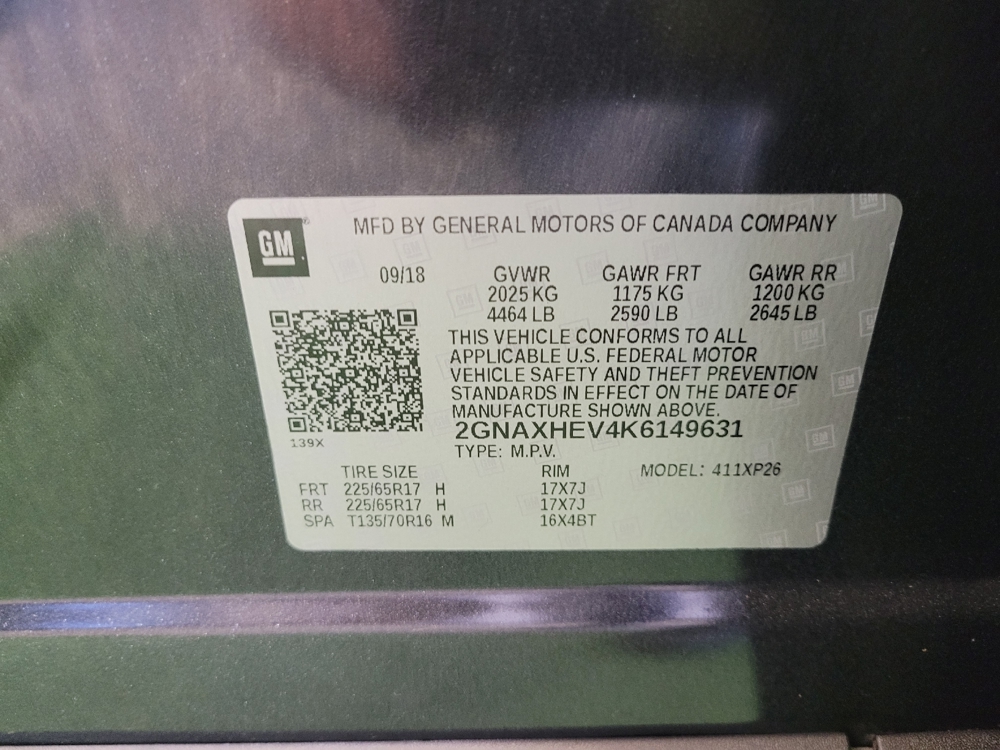 GM
MFD BY GENERAL MOTORS OF CANADA COMPANY
09/18 GVWR GAWR FRT GAWR RR
2025 KG 1175 KG 1200 KG
4464 LB 2590 LB 2645 LB
THIS VEHICLE CONFORMS TO ALL
APPLICABLE U.S. FEDERAL MOTOR
VEHICLE SAFETY AND THEFT PREVENTION
STANDARDS IN EFFECT ON THE DATE OF
MANUFACTURE SHOWN ABOVE.
2GNAXHEV4K6149631
139X
TYPE: M.P.V.
TIRE SIZE RIM MODEL: 411XP26
FRT 225/65R17 H 17X7J
RR 225/65R17 H 17X7J
SPA T135/70R16 M 16X4BT